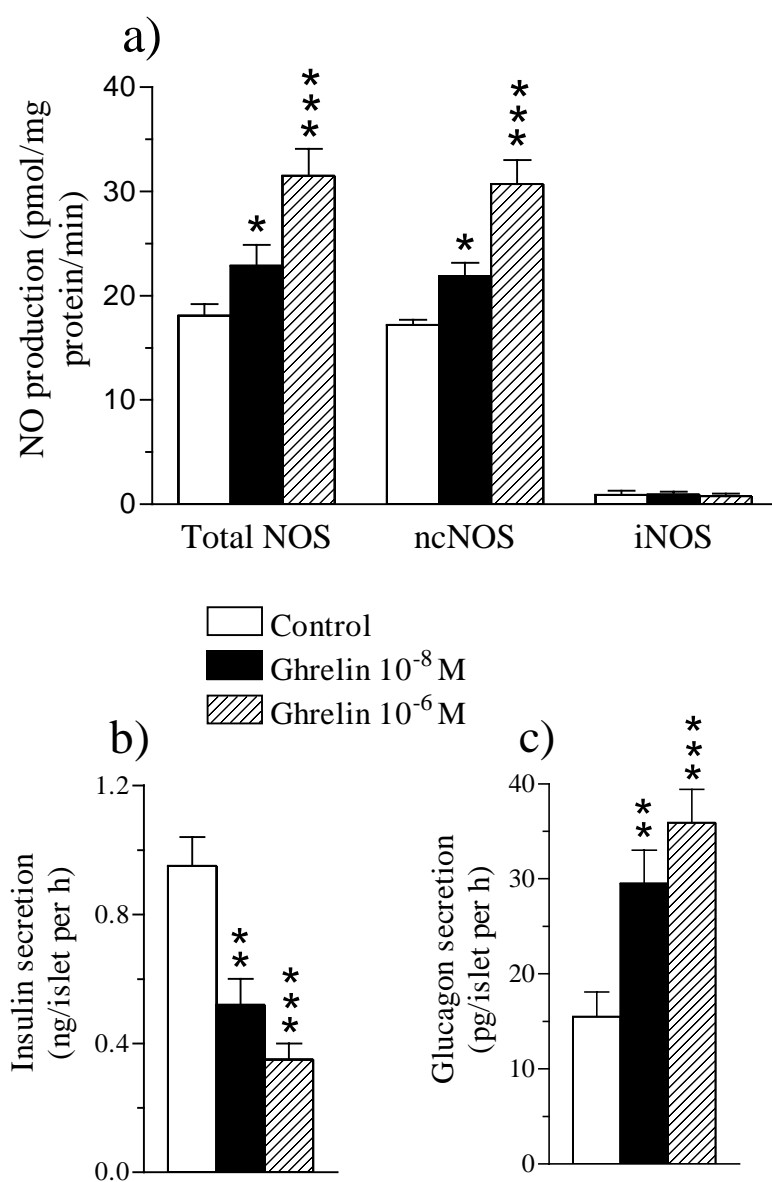 a)
NO production (pmol/mg
protein/min)
40
30
20
10
0
*
***
*
***
Total NOS
ncNOS
iNOS
Control
Ghrelin 10⁻⁸ M
Ghrelin 10⁻⁶ M
b)
Insulin secretion
(ng/islet per h)
1.2
0.8
0.4
0.0
**
***
c)
Glucagon secretion
(pg/islet per h)
40
30
20
10
0
**
***